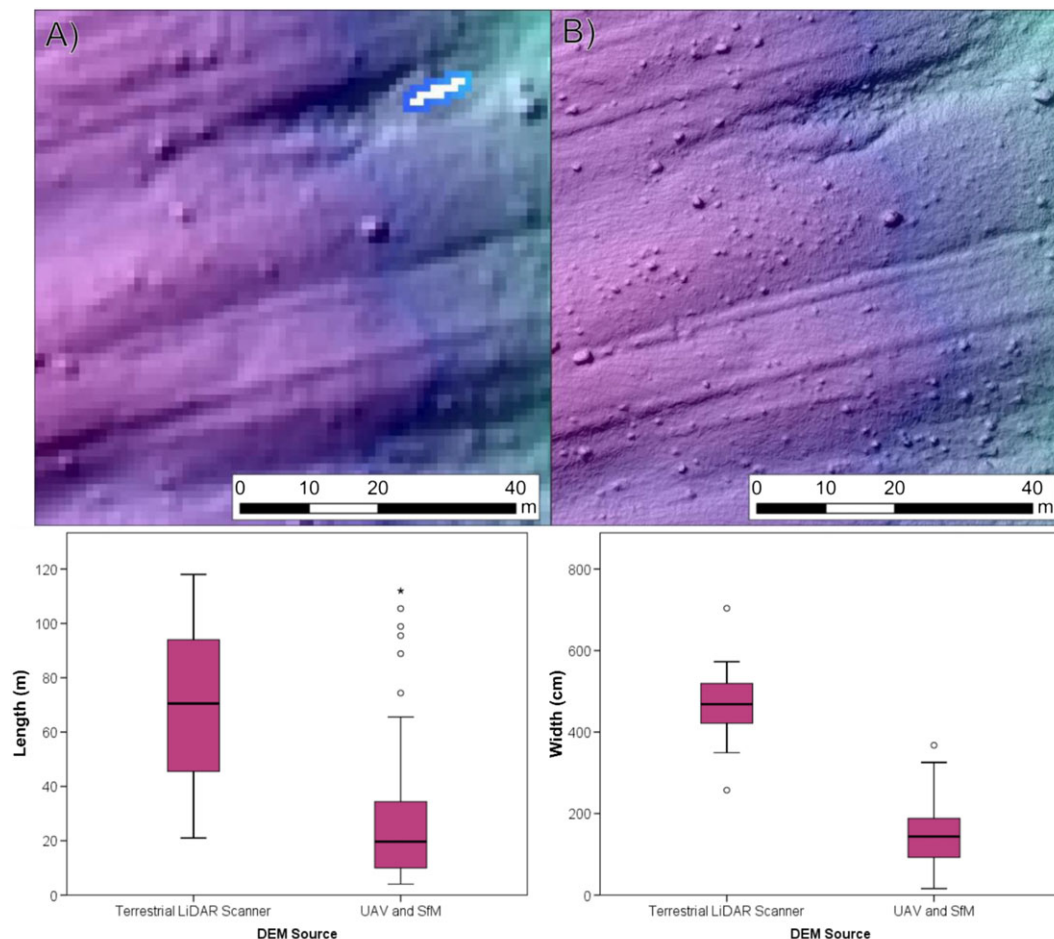 A)
B)
0 10 20 40
m
0 10 20 40
m
120
100
80
60
40
20
0
Length (m)
*
Terrestrial LiDAR Scanner
UAV and SfM
DEM Source
800
600
400
200
0
Width (cm)
Terrestrial LiDAR Scanner
UAV and SfM
DEM Source